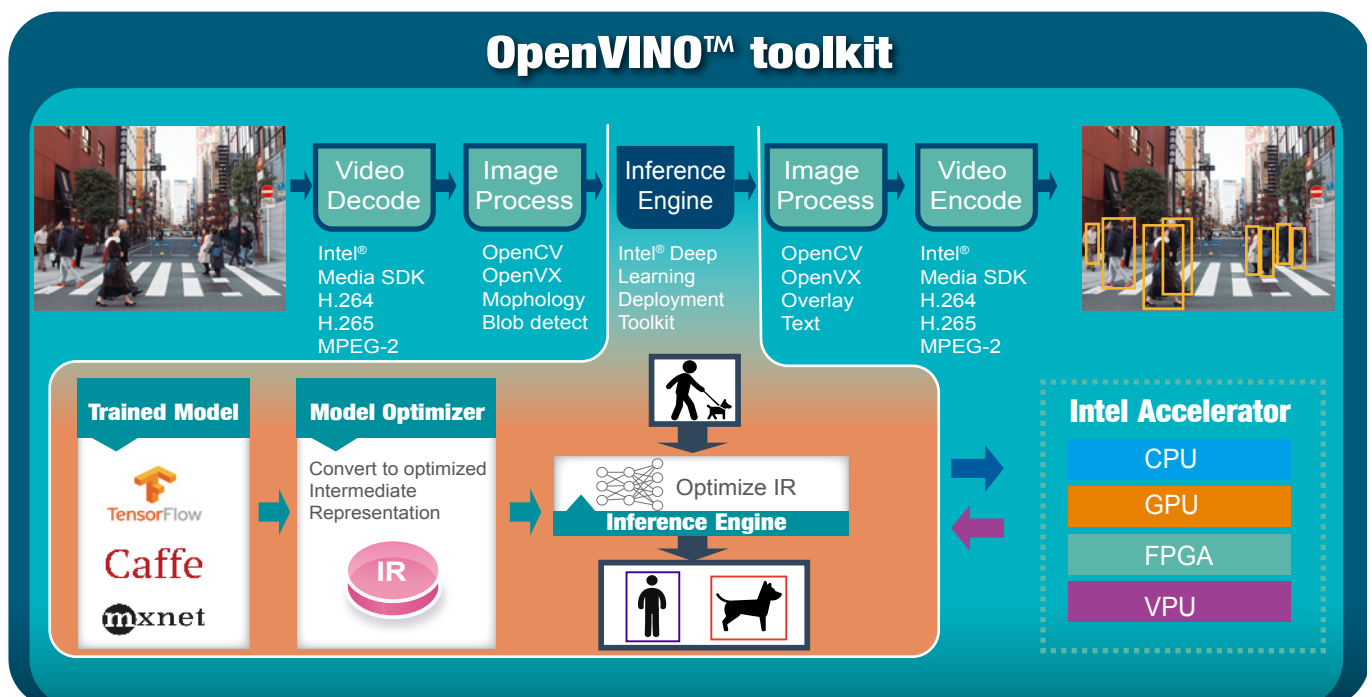 OpenVINO™ toolkit
Video
Decode
Image
Process
Inference
Engine
Image
Process
Video
Encode
Intel®
Media SDK
H.264
H.265
MPEG-2
OpenCV
OpenVX
Mophology
Blob detect
Intel® Deep
Learning
Deployment
Toolkit
OpenCV
OpenVX
Overlay
Text
Intel®
Media SDK
H.264
H.265
MPEG-2
Trained Model
TensorFlow
Caffe
mxnet
Model Optimizer
Convert to optimized
Intermediate
Representation
IR
Optimize IR
Inference Engine
Intel Accelerator
CPU
GPU
FPGA
VPU